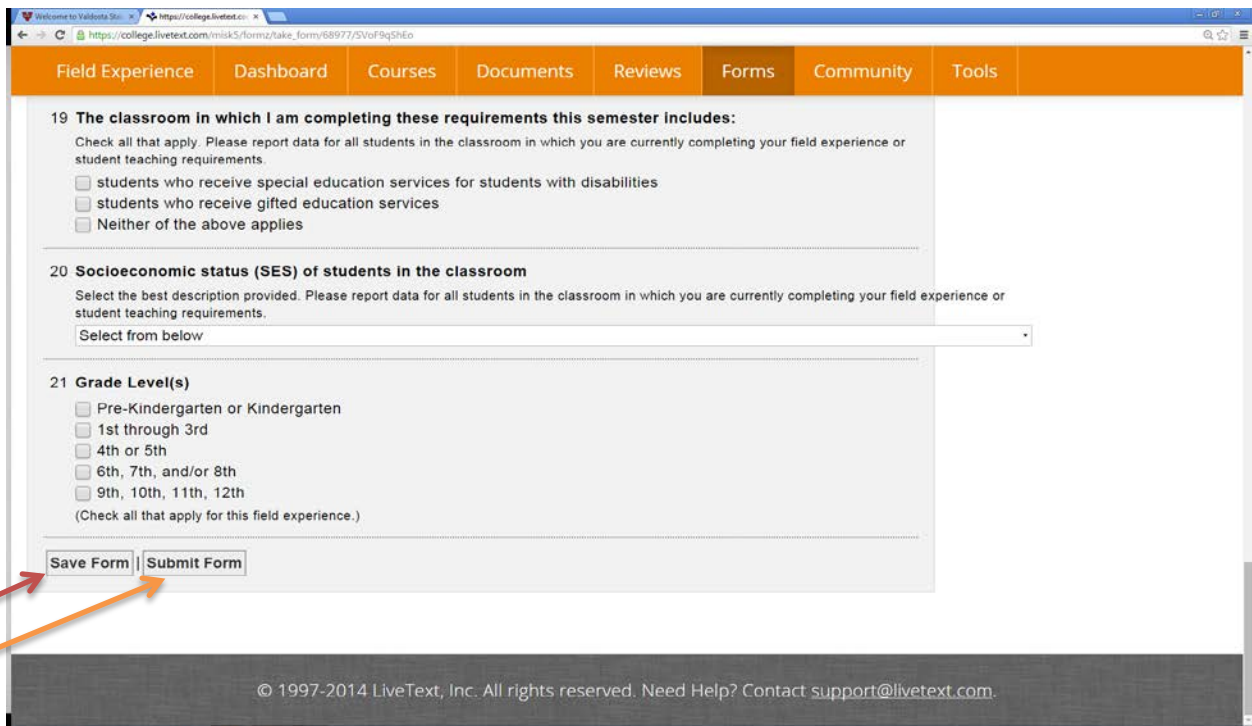 Welcome to Valdosta Sta
https://college.livetext.co
https://college.livetext.com/misk5/formz/take_form/68977/SVoF9qShEo
Field Experience Dashboard Courses Documents Reviews Forms Community Tools
19 The classroom in which I am completing these requirements this semester includes:
Check all that apply. Please report data for all students in the classroom in which you are currently completing your field experience or
student teaching requirements.
students who receive special education services for students with disabilities
students who receive gifted education services
Neither of the above applies
20 Socioeconomic status (SES) of students in the classroom
Select the best description provided. Please report data for all students in the classroom in which you are currently completing your field experience or
student teaching requirements.
Select from below
21 Grade Level(s)
Pre-Kindergarten or Kindergarten
1st through 3rd
4th or 5th
6th, 7th, and/or 8th
9th, 10th, 11th, 12th
(Check all that apply for this field experience.)
Save Form | Submit Form
© 1997-2014 LiveText, Inc. All rights reserved. Need Help? Contact support@livetext.com.